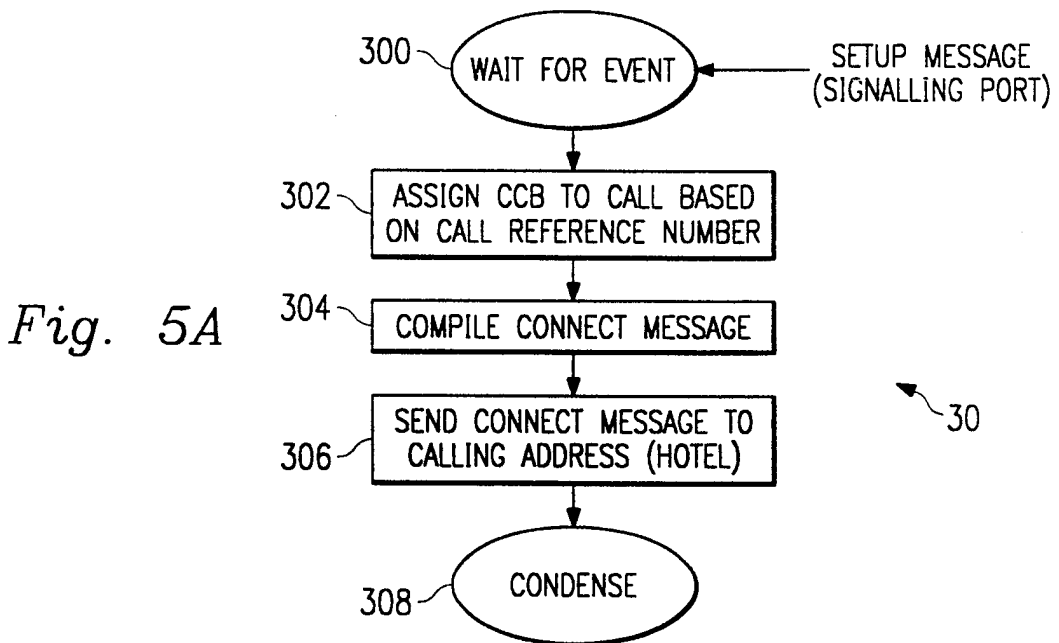 300
WAIT FOR EVENT
SETUP MESSAGE
(SIGNALLING PORT)
302
ASSIGN CCB TO CALL BASED
ON CALL REFERENCE NUMBER
Fig. 5A
304
COMPILE CONNECT MESSAGE
306
SEND CONNECT MESSAGE TO
CALLING ADDRESS (HOTEL)
30
308
CONDENSE